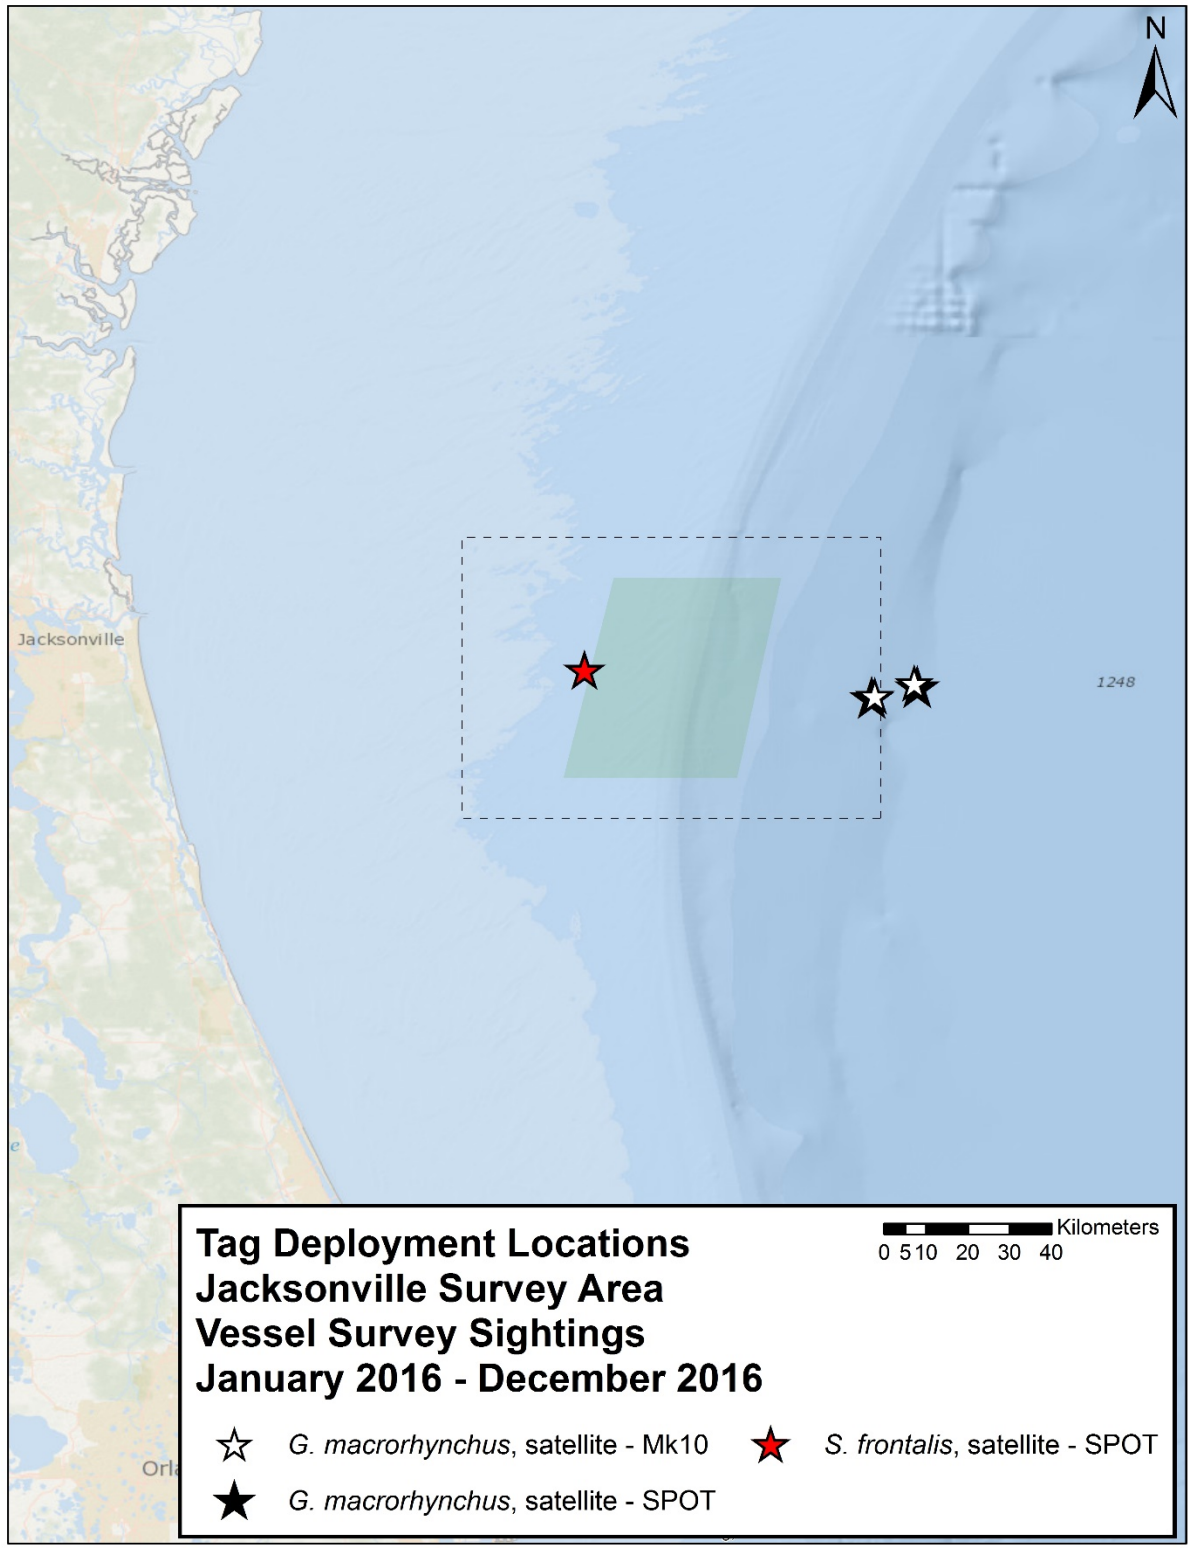 N
Jacksonville
1248
e
Tag Deployment Locations
Jacksonville Survey Area
Vessel Survey Sightings
January 2016 - December 2016
Kilometers
0 5 10 20 30 40
G. macrorhynchus, satellite - Mk10
S. frontalis, satellite - SPOT
G. macrorhynchus, satellite - SPOT
Orla